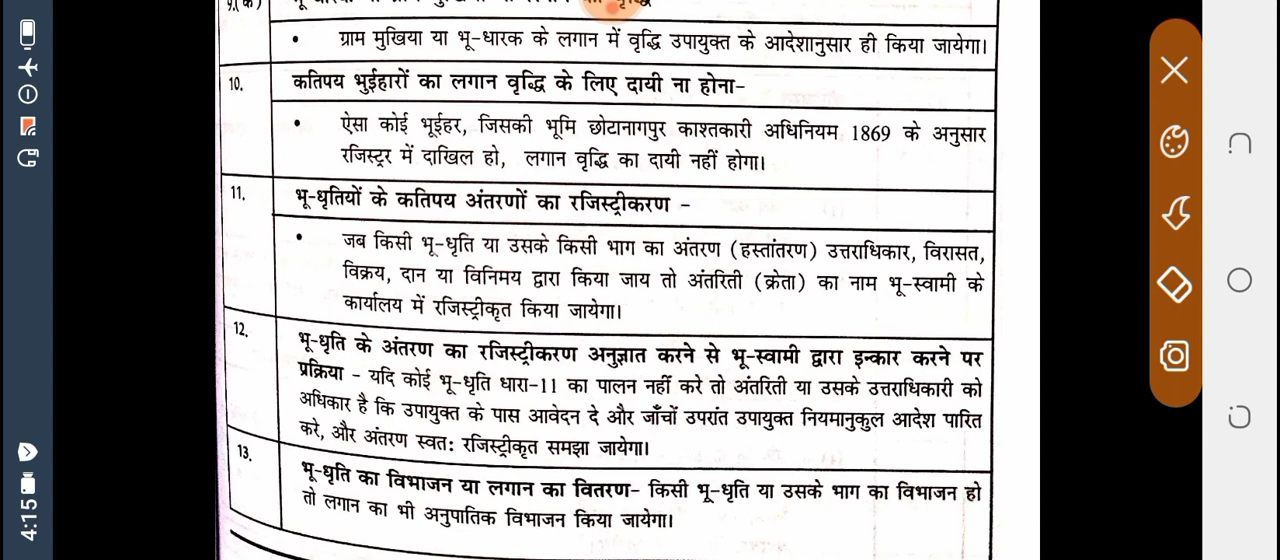 9.(क)
ग्राम मुखिया या भू-धारक के लगान में वृद्धि उपायुक्त के आदेशानुसार ही किया जायेगा।
10. कतिपय भुईहारों का लगान वृद्धि के लिए दायी ना होना-
ऐसा कोई भूईहर, जिसकी भूमि छोटानागपुर काश्तकारी अधिनियम 1869 के अनुसार
रजिस्ट्रर में दाखिल हो, लगान वृद्धि का दायी नहीं होगा।
11. भू-धृतियों के कतिपय अंतरणों का रजिस्ट्रीकरण -
जब किसी भू-धृति या उसके किसी भाग का अंतरण (हस्तांतरण) उत्तराधिकार, विरासत,
विक्रय, दान या विनिमय द्वारा किया जाय तो अंतरिती (क्रेता) का नाम भू-स्वामी के
कार्यालय में रजिस्ट्रीकृत किया जायेगा।
12. भू-धृति के अंतरण का रजिस्ट्रीकरण अनुज्ञात करने से भू-स्वामी द्वारा इन्कार करने पर
प्रक्रिया - यदि कोई भू-धृति धारा-11 का पालन नहीं करे तो अंतरिती या उसके उत्तराधिकारी को
अधिकार है कि उपायुक्त के पास आवेदन दे और जाँचों उपरांत उपायुक्त नियमानुकुल आदेश पारित
करे, और अंतरण स्वत: रजिस्ट्रीकृत समझा जायेगा।
13. भू-धृति का विभाजन या लगान का वितरण- किसी भू-धृति या उसके भाग का विभाजन हो
तो लगान का भी अनुपातिक विभाजन किया जायेगा।
4:15